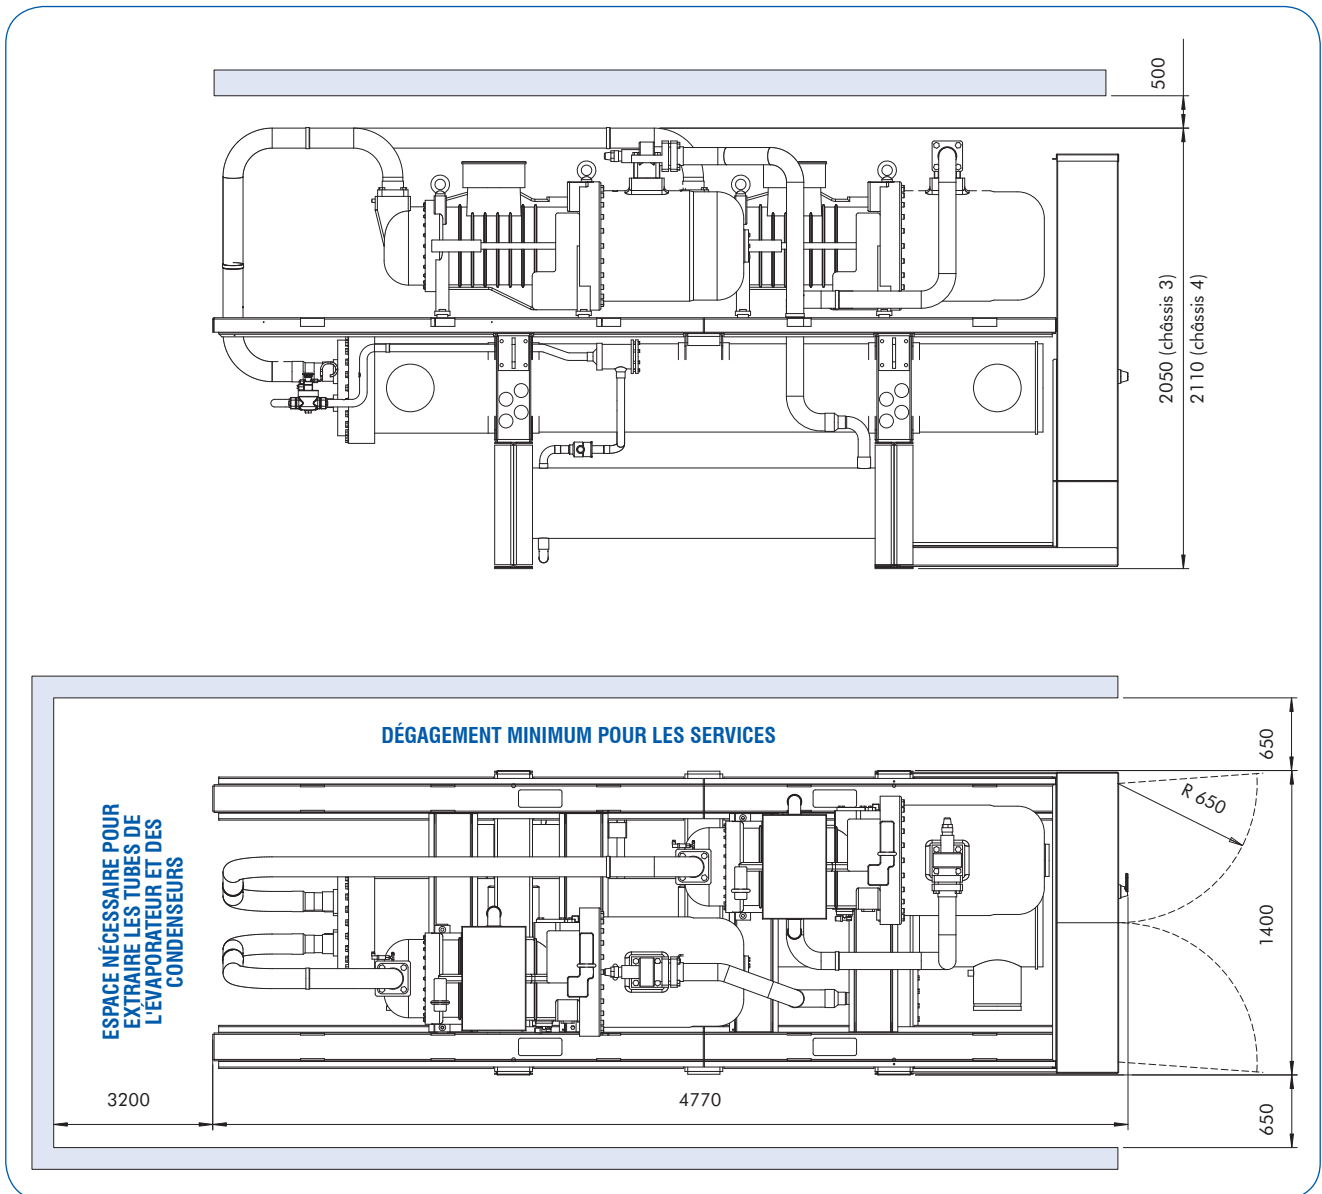 500
2050 (châssis 3)
2110 (châssis 4)
DÉGAGEMENT MINIMUM POUR LES SERVICES
650
R 650
ESPACE NÉCESSAIRE POUR
EXTRAIRE LES TUBES DE
L'ÉVAPORATEUR ET DES
CONDENSEURS
1400
3200
4770
650